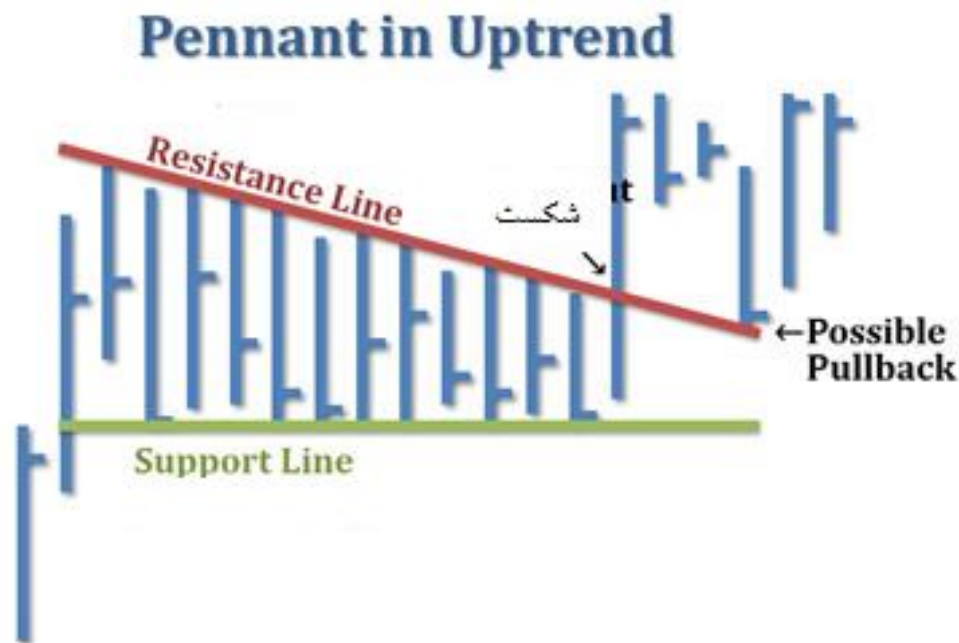 Pennant in Uptrend
Resistance Line
شکست
←Possible
Pullback
Support Line